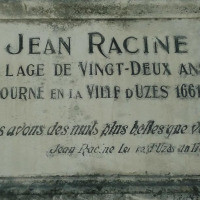 JEAN RACINE
LAGE DE VINGT-DEUX AN
OURNÉ EN LA VILLE D'UZES 1661
s avons des nuits plus belles que v
Jean Racine